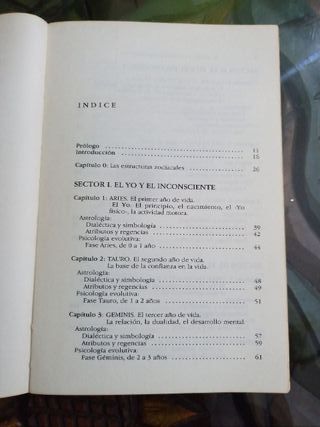 INDICE
Prólogo 11
Introducción 15
Capítulo 0: Las estructuras zodiacales 26
SECTOR I. EL YO Y EL INCONSCIENTE
Capítulo 1: ARIES. El primer año de vida.
El Yo. El principio, el nacimiento, el «Yo
físico», la actividad motora.
Astrología:
Dialéctica y simbología 39
Atributos y regencias 42
Psicología evolutiva:
Fase Aries, de 0 a 1 año 44
Capítulo 2: TAURO. El segundo año de vida.
La base de la confianza en la vida.
Astrología:
Dialéctica y simbología 48
Atributos y regencias 49
Psicología evolutiva:
Fase Tauro, de 1 a 2 años 51
Capítulo 3: GEMINIS. El tercer año de vida.
La relación, la dualidad, el desarrollo mental.
Astrología:
Dialéctica y simbología 57
Atributos y regencias 59
Psicología evolutiva:
Fase Géminis, de 2 a 3 años 61